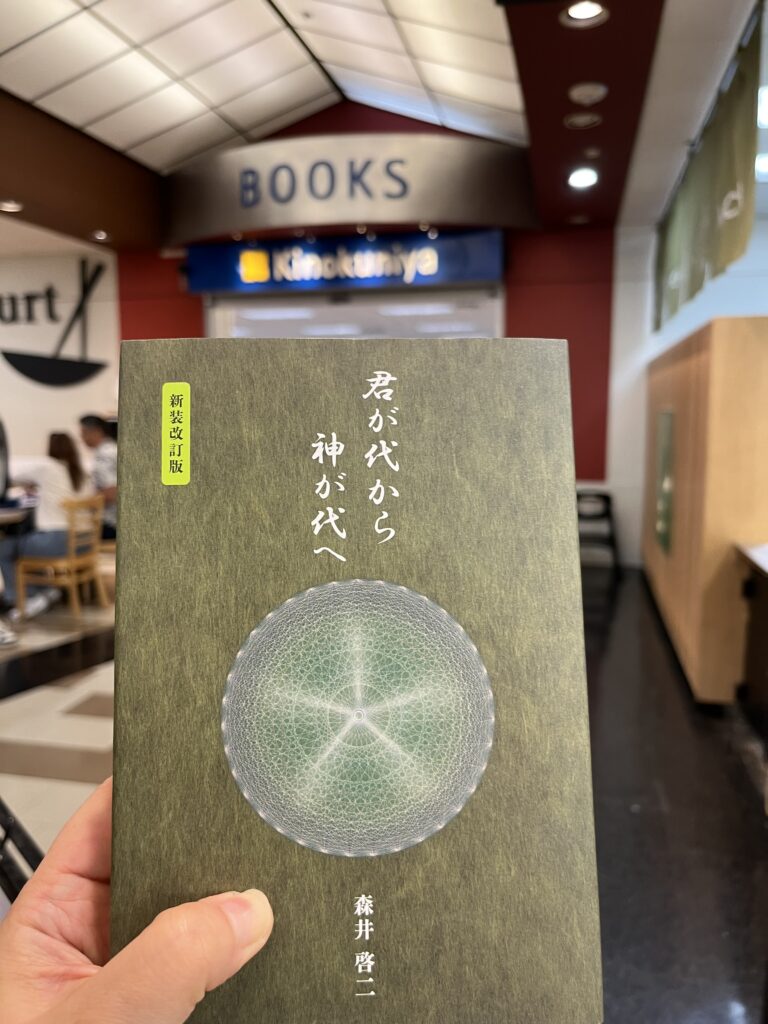 BOOKS
Kinokuniya
urt
新装改訂版
君が代から
神が代へ
森井 啓二